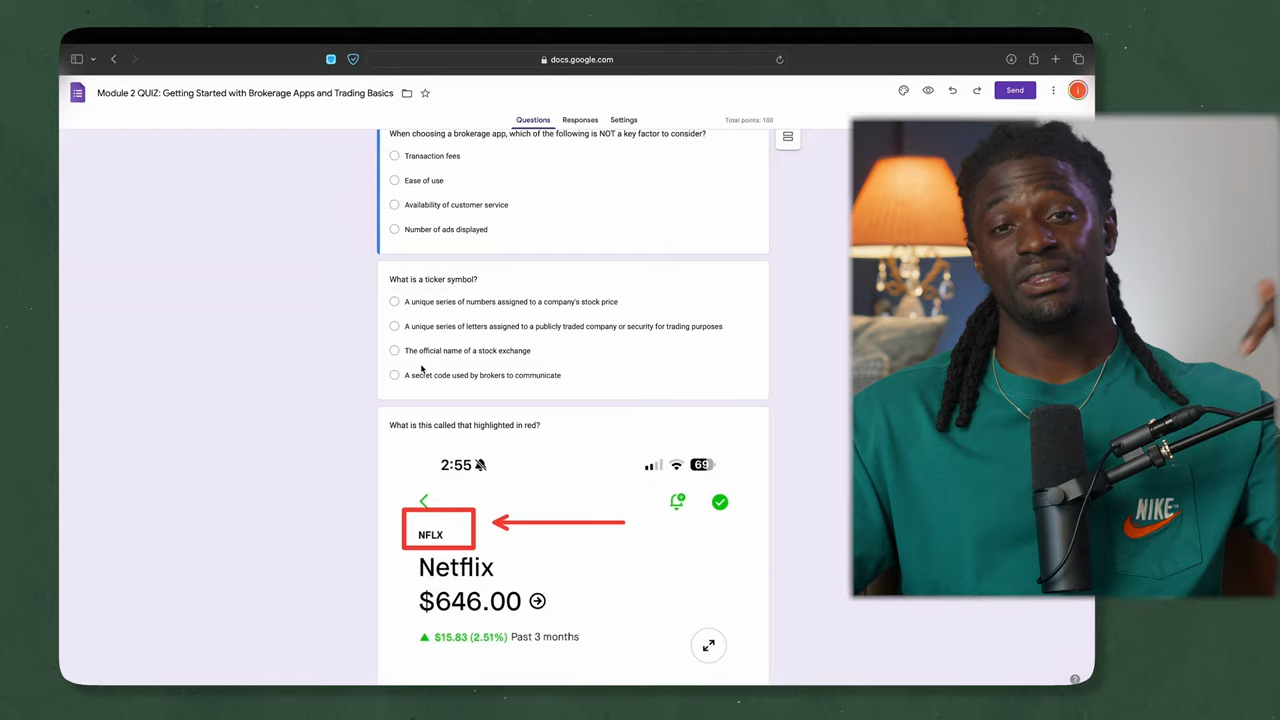 docs.google.com
Module 2 QUIZ: Getting Started with Brokerage Apps and Trading Basics
Send
i
Questions Responses Settings Total points: 100
When choosing a brokerage app, which of the following is NOT a key factor to consider?
Transaction fees
Ease of use
Availability of customer service
Number of ads displayed
What is a ticker symbol?
A unique series of numbers assigned to a company's stock price
A unique series of letters assigned to a publicly traded company or security for trading purposes
The official name of a stock exchange
A secret code used by brokers to communicate
What is this called that highlighted in red?
2:55
69
NFLX
Netflix
$646.00
$15.83 (2.51%) Past 3 months
NIKE